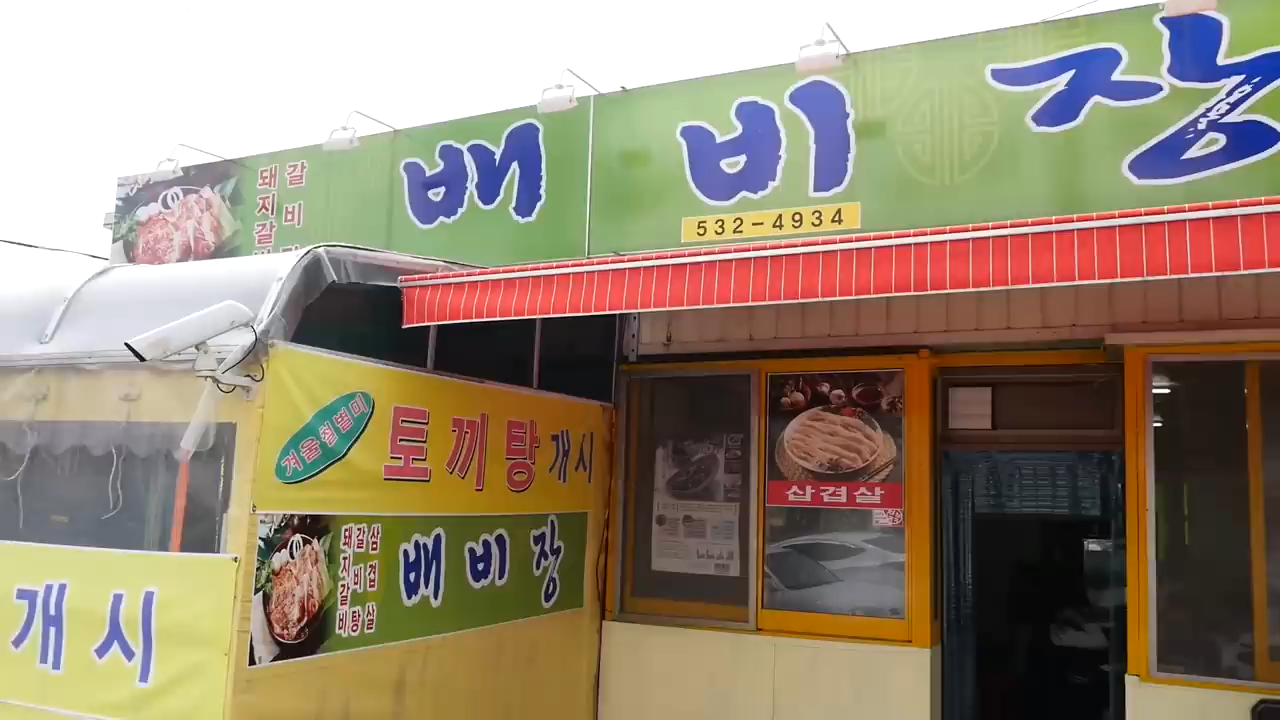 돼지갈비
갈비
배비장
532-4934
겨울철별미
토끼탕 개시
돼지갈비
갈비탕
삼겹살
배비장
삼겹살
개시